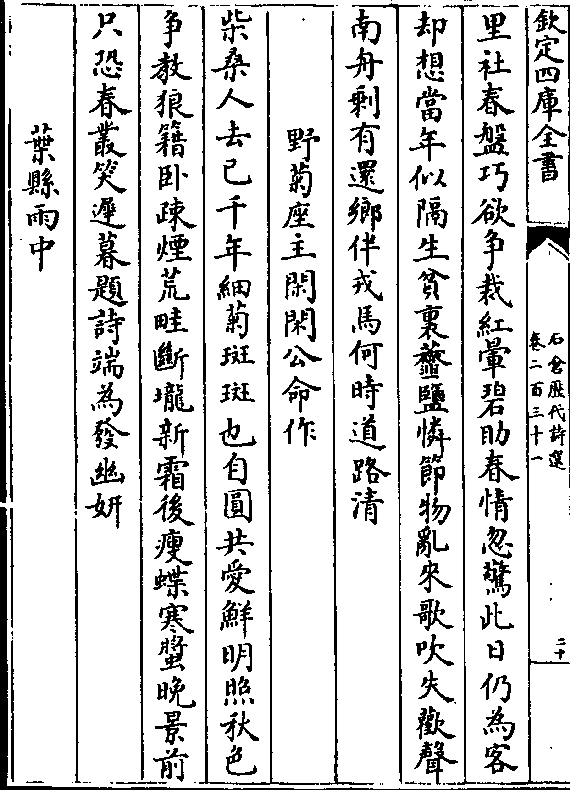 欽定四庫全書
石倉歷代詩選
卷二百三十一
二十
里社春盤巧欲争裁紅暈碧助春情忽驚此日仍為客
却想當年似隔生貧裏虀鹽憐節物亂來歌吹失歡聲
南舟剩有還鄉伴戎馬何時道路清
野菊座主閑閑公命作
柴桑人去已千年細菊斑斑也自圓共愛鮮明照秋色
争教狼籍卧疎煙荒畦斷壠新霜後瘦蝶寒螿晚景前
只恐春叢笑遲暮題詩端為發幽妍
葉縣雨中